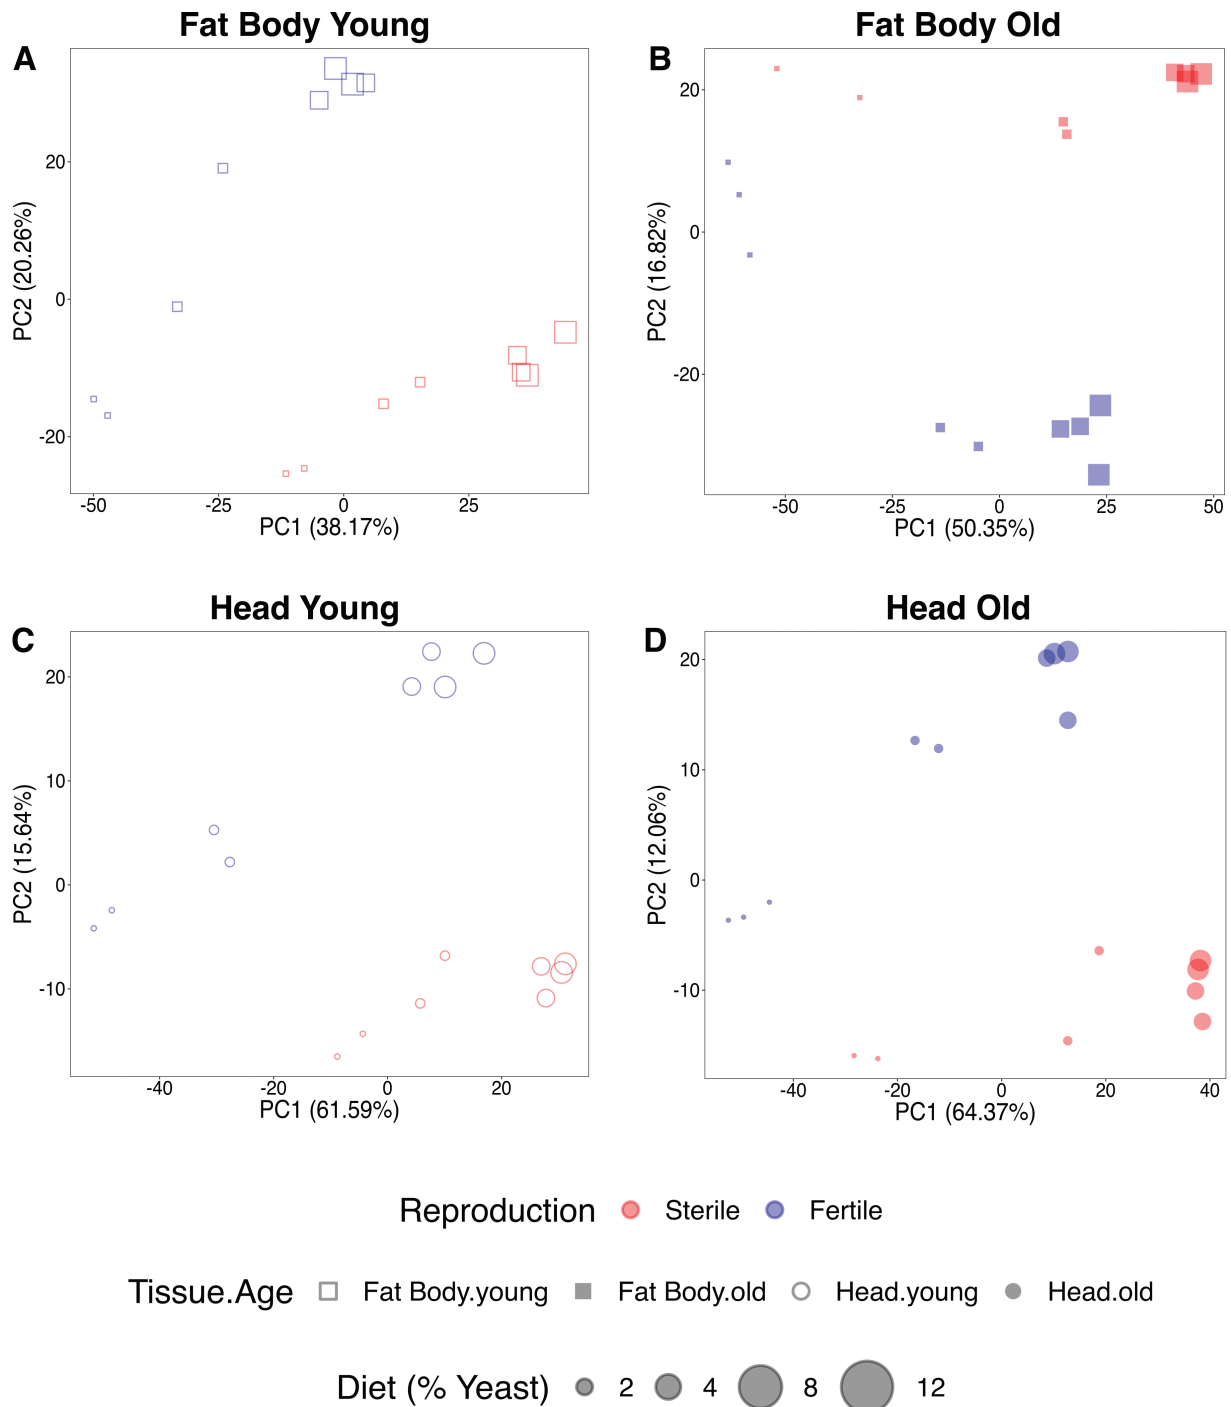 Fat Body Young
A
20
0
-20
PC2 (20.26%)
-50 -25 0 25
PC1 (38.17%)
Fat Body Old
B
20
0
-20
PC2 (16.82%)
-50 -25 0 25 50
PC1 (50.35%)
Head Young
C
20
10
0
-10
PC2 (15.64%)
-40 -20 0 20
PC1 (61.59%)
Head Old
D
20
10
0
-10
PC2 (12.06%)
-40 -20 0 20 40
PC1 (64.37%)
Reproduction Sterile Fertile
Tissue.Age Fat Body.young Fat Body.old Head.young Head.old
Diet (% Yeast) 2 4 8 12